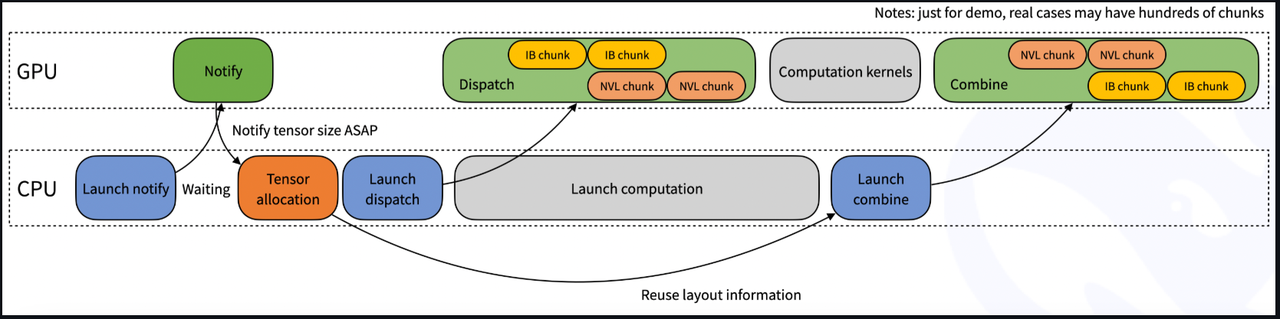 Notes: just for demo, real cases may have hundreds of chunks
GPU
Notify
IB chunk
IB chunk
Dispatch
NVL chunk
NVL chunk
Computation kernels
NVL chunk
NVL chunk
Combine
IB chunk
IB chunk
Notify tensor size ASAP
CPU
Launch notify
Waiting
Tensor
allocation
Launch
dispatch
Launch computation
Launch
combine
Reuse layout information